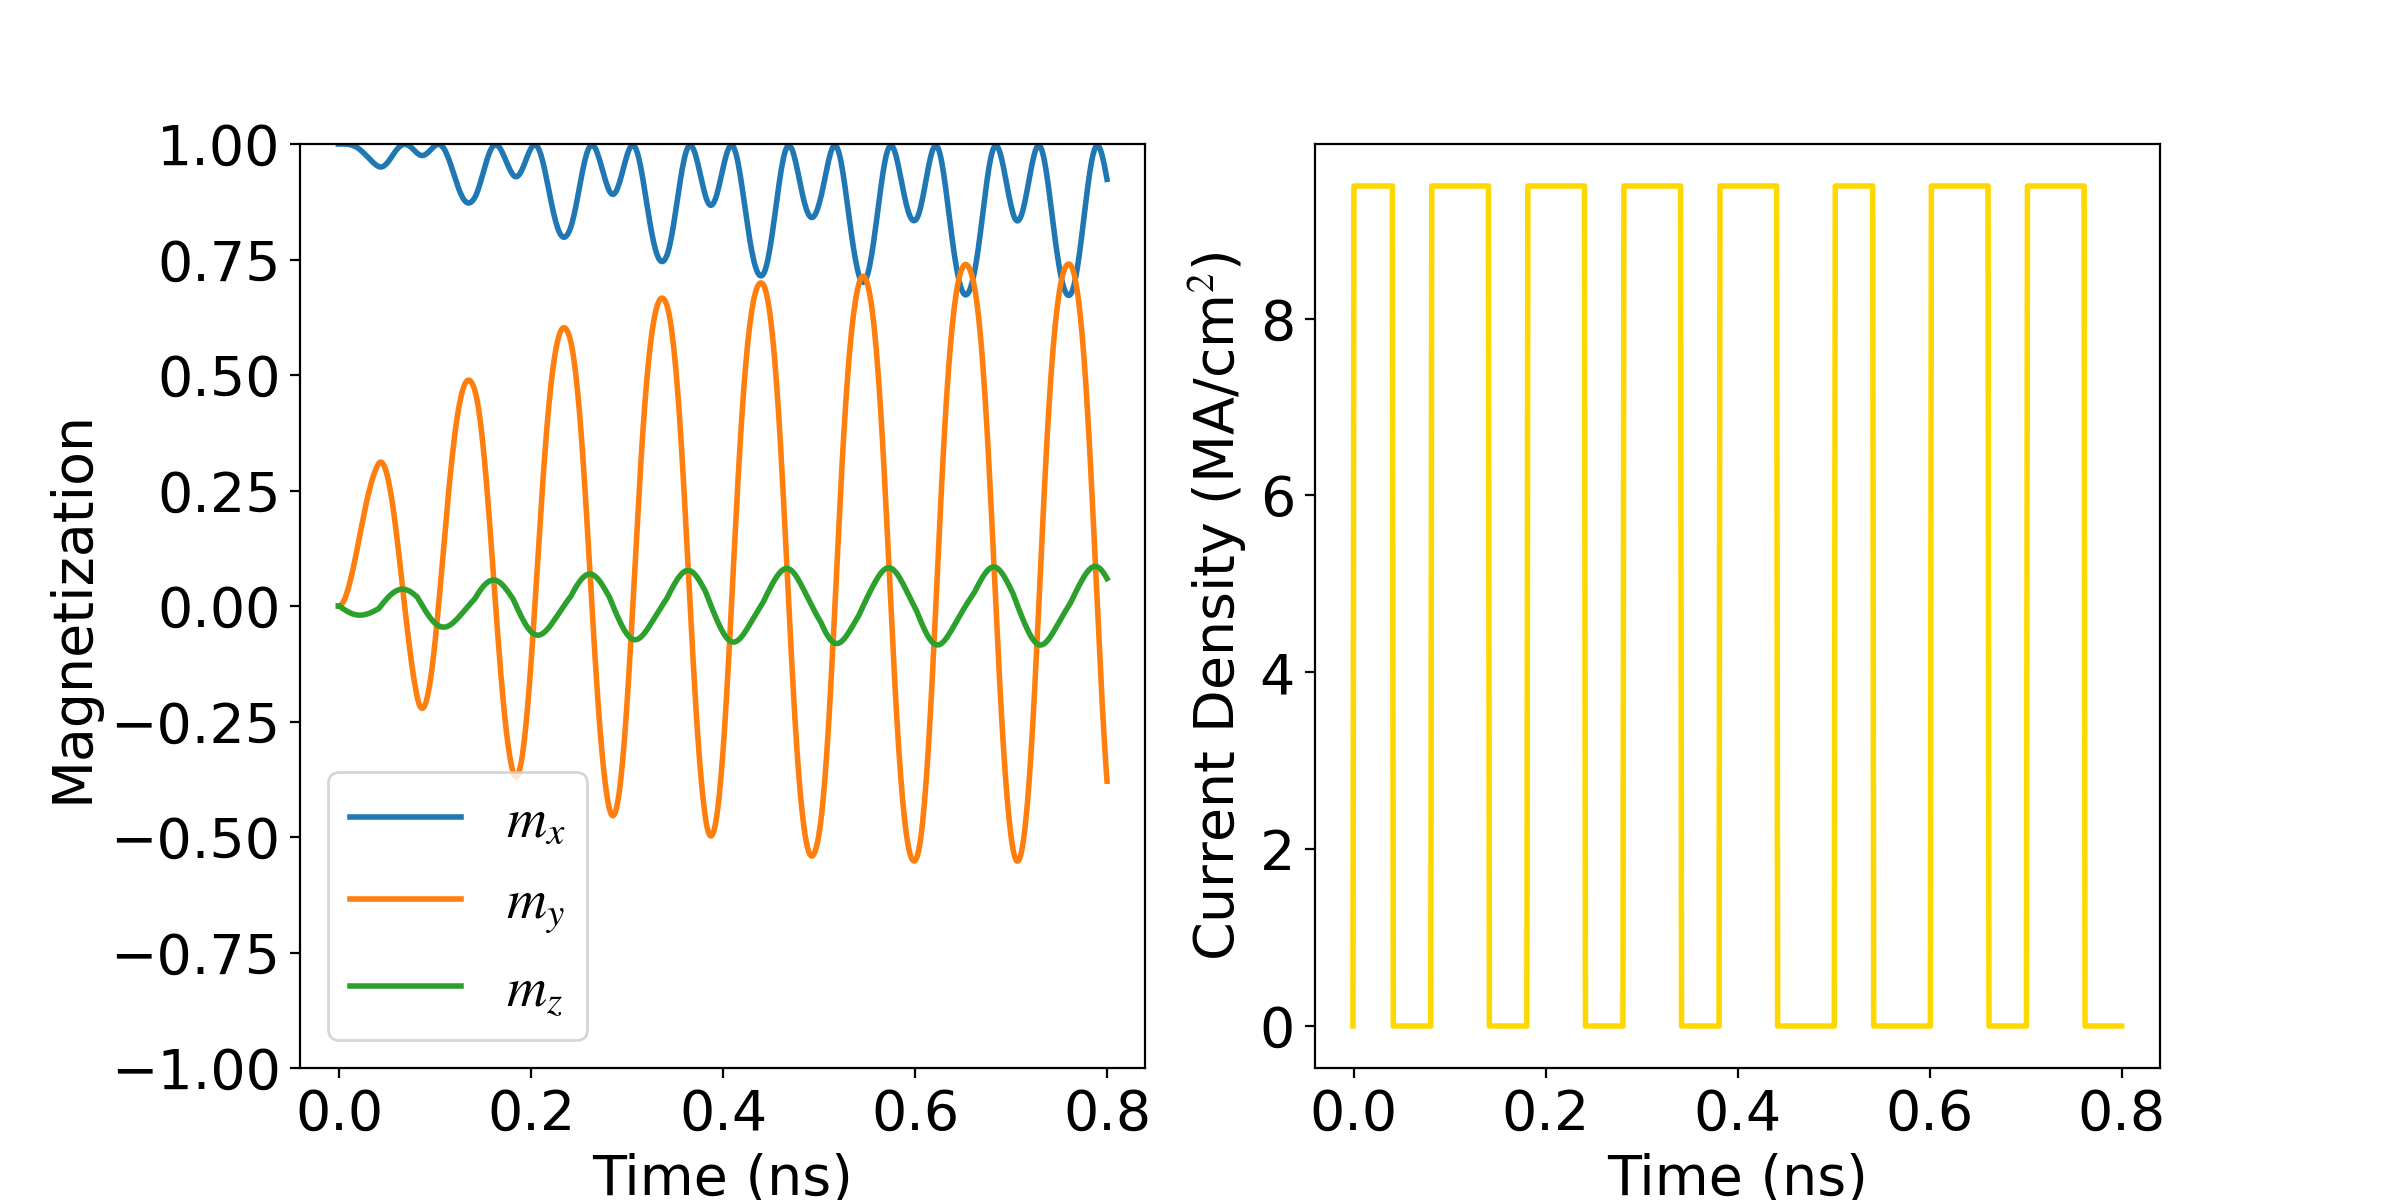 1.00
0.75
0.50
0.25
0.00
−0.25
−0.50
−0.75
−1.00
Magnetization
m_x
m_y
m_z
0.0 0.2 0.4 0.6 0.8
Time (ns)
8
6
4
2
0
Current Density (MA/cm²)
0.0 0.2 0.4 0.6 0.8
Time (ns)